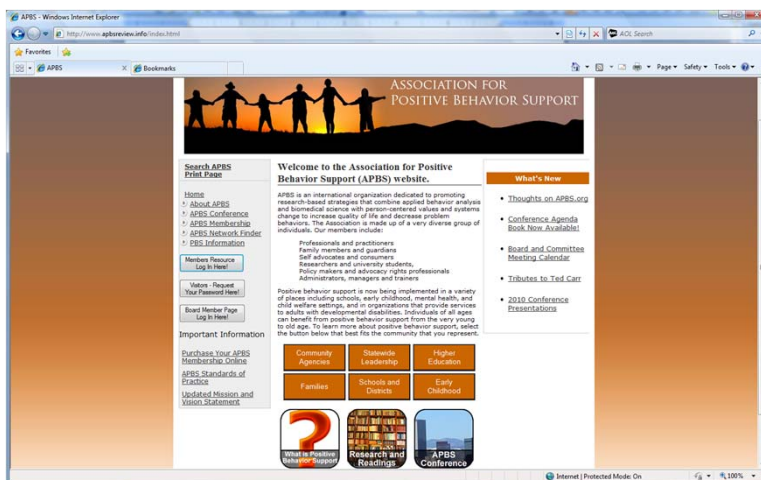 APBS - Windows Internet Explorer
http://www.apbsreview.info/index.html
AOL Search
Favorites
APBS
Bookmarks
Page
Safety
Tools
ASSOCIATION FOR
POSITIVE BEHAVIOR SUPPORT
Search APBS
Print Page
Home
About APBS
APBS Conference
APBS Membership
APBS Network Finder
PBS Information
Members Resource
Log In Here!
Visitors - Request
Your Password Here!
Board Member Page
Log In Here!
Important Information
Purchase Your APBS
Membership Online
APBS Standards of
Practice
Updated Mission and
Vision Statement
Welcome to the Association for Positive
Behavior Support (APBS) website.
APBS is an international organization dedicated to promoting
research-based strategies that combine applied behavior analysis
and biomedical science with person-centered values and systems
change to increase quality of life and decrease problem
behaviors. The Association is made up of a very diverse group of
individuals. Our members include:
Professionals and practitioners
Family members and guardians
Self advocates and consumers
Researchers and university students,
Policy makers and advocacy rights professionals
Administrators, managers and trainers
Positive behavior support is now being implemented in a variety
of places including schools, early childhood, mental health, and
child welfare settings, and in organizations that provide services
to adults with developmental disabilities. Individuals of all ages
can benefit from positive behavior support from the very young
to old age. To learn more about positive behavior support, select
the button below that best fits the community that you represent.
Community
Agencies
Statewide
Leadership
Higher
Education
Families
Schools and
Districts
Early
Childhood
What is Positive
Behavior Support
Research and
Readings
APBS
Conference
What's New
Thoughts on APBS.org
Conference Agenda
Book Now Available!
Board and Committee
Meeting Calendar
Tributes to Ted Carr
2010 Conference
Presentations
Internet | Protected Mode: On
100%